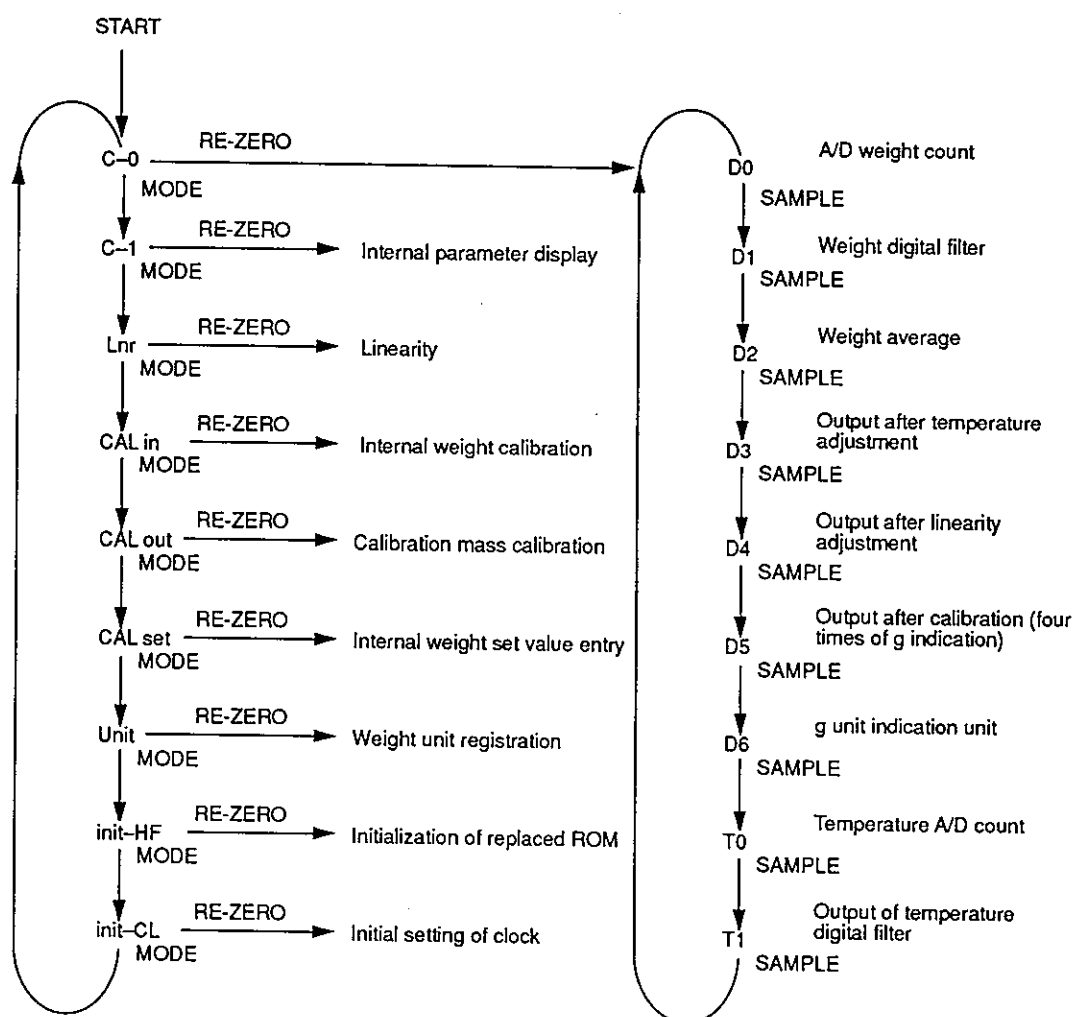 START
C–0
RE-ZERO
MODE
C–1
RE-ZERO
Internal parameter display
MODE
Lnr
RE-ZERO
Linearity
MODE
CAL in
RE-ZERO
Internal weight calibration
MODE
CAL out
RE-ZERO
Calibration mass calibration
MODE
CAL set
RE-ZERO
Internal weight set value entry
MODE
Unit
RE-ZERO
Weight unit registration
MODE
init–HF
RE-ZERO
Initialization of replaced ROM
MODE
init–CL
RE-ZERO
Initial setting of clock
MODE
D0
A/D weight count
SAMPLE
D1
Weight digital filter
SAMPLE
D2
Weight average
SAMPLE
D3
Output after temperature
adjustment
SAMPLE
D4
Output after linearity
adjustment
SAMPLE
D5
Output after calibration (four
times of g indication)
SAMPLE
D6
g unit indication unit
SAMPLE
T0
Temperature A/D count
SAMPLE
T1
Output of temperature
digital filter
SAMPLE